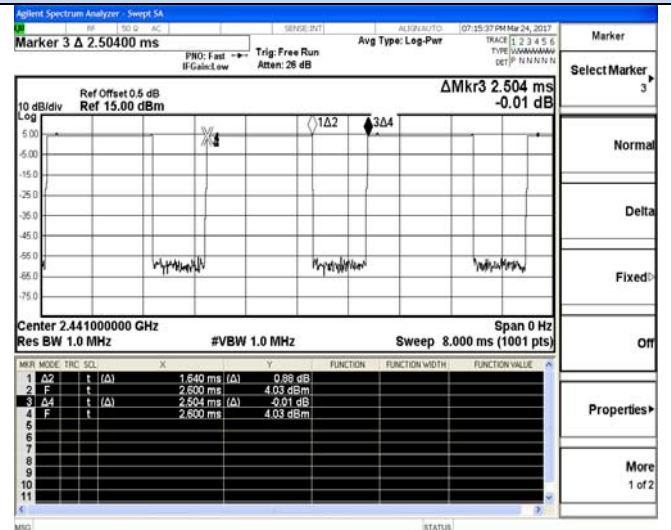 Agilent Spectrum Analyzer - Swept SA
RF 50 Ω AC SENSE:INT ALIGNAUTO 07:15:37 PM Mar 24, 2017
Marker 3 Δ 2.50400 ms
PNO: Fast
IFGain:Low
Trig: Free Run
Atten: 26 dB
Avg Type: Log-Pwr
TRACE 1 2 3 4 5 6
TYPE
DET P N N N N N
Ref Offset 0.5 dB
10 dB/div Ref 15.00 dBm
ΔMkr3 2.504 ms
-0.01 dB
Log
5.00
-5.00
-15.0
-25.0
-35.0
-45.0
-55.0
-65.0
-75.0
1Δ2
3Δ4
Center 2.441000000 GHz Span 0 Hz
Res BW 1.0 MHz #VBW 1.0 MHz Sweep 8.000 ms (1001 pts)
MKR MODE TRC SCL X Y FUNCTION FUNCTION WIDTH FUNCTION VALUE
1 Δ2 t (Δ) 1.640 ms (Δ) 0.88 dB
2 F t 2.600 ms 4.03 dBm
3 Δ4 t (Δ) 2.504 ms (Δ) -0.01 dB
4 F t 2.600 ms 4.03 dBm
5
6
7
8
9
10
11
MSG STATUS
Marker
Select Marker
3
Normal
Delta
Fixed
Off
Properties
More
1 of 2